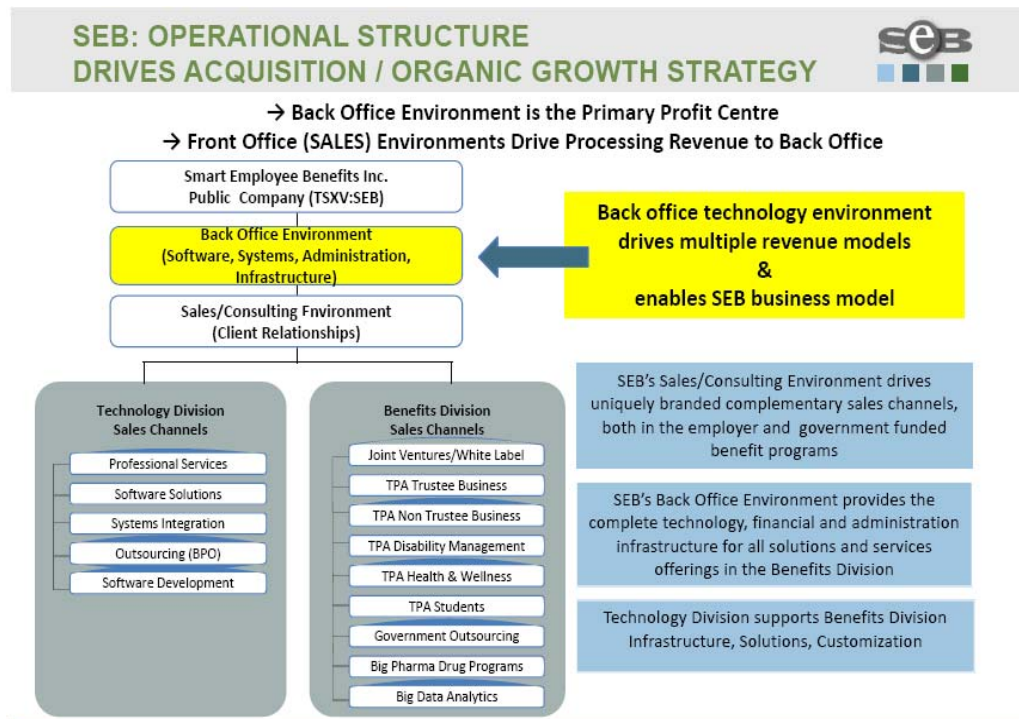 SEB: OPERATIONAL STRUCTURE
DRIVES ACQUISITION / ORGANIC GROWTH STRATEGY
SeB
→ Back Office Environment is the Primary Profit Centre
→ Front Office (SALES) Environments Drive Processing Revenue to Back Office
Smart Employee Benefits Inc.
Public Company (TSXV:SEB)
Back Office Environment
(Software, Systems, Administration,
Infrastructure)
Sales/Consulting Environment
(Client Relationships)
Back office technology environment
drives multiple revenue models
&
enables SEB business model
Technology Division
Sales Channels
Professional Services
Software Solutions
Systems Integration
Outsourcing (BPO)
Software Development
Benefits Division
Sales Channels
Joint Ventures/White Label
TPA Trustee Business
TPA Non Trustee Business
TPA Disability Management
TPA Health & Wellness
TPA Students
Government Outsourcing
Big Pharma Drug Programs
Big Data Analytics
SEB's Sales/Consulting Environment drives
uniquely branded complementary sales channels,
both in the employer and government funded
benefit programs
SEB's Back Office Environment provides the
complete technology, financial and administration
infrastructure for all solutions and services
offerings in the Benefits Division
Technology Division supports Benefits Division
Infrastructure, Solutions, Customization